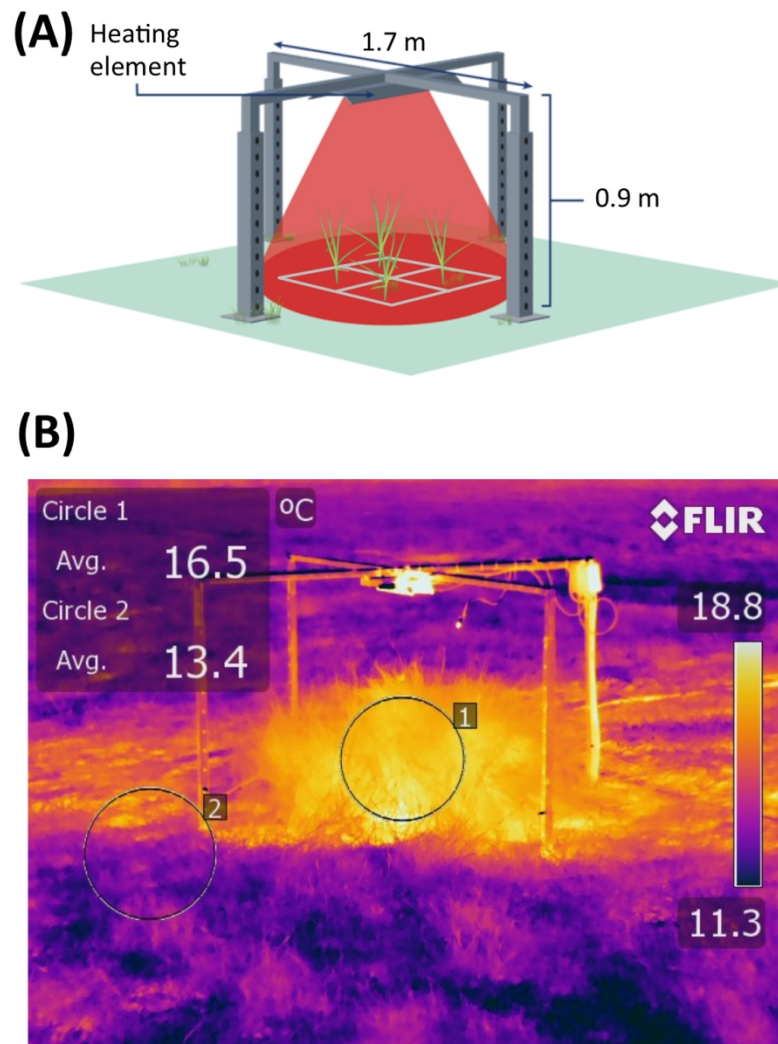 (A)
Heating
element
1.7 m
0.9 m
(B)
Circle 1
Avg. 16.5
Circle 2
Avg. 13.4
ºC
FLIR
18.8
11.3
1
2